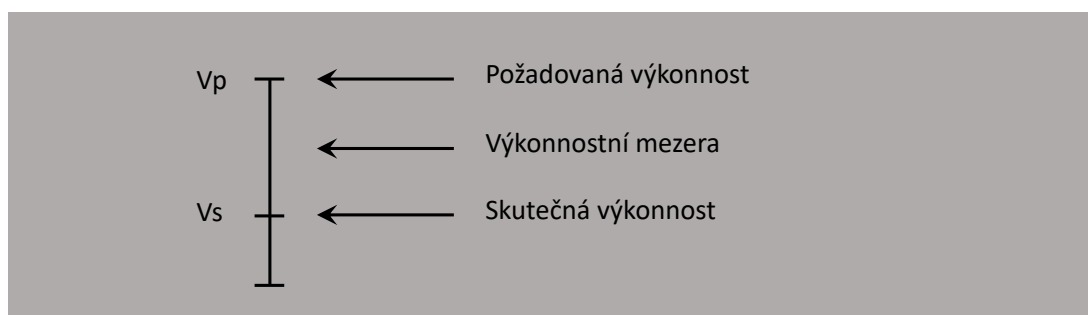 Vp Požadovaná výkonnost
Výkonnostní mezera
Vs Skutečná výkonnost